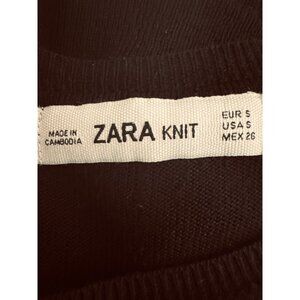 MADE IN
CAMBODIA
ZARA KNIT
EUR S
USA S
MEX 26